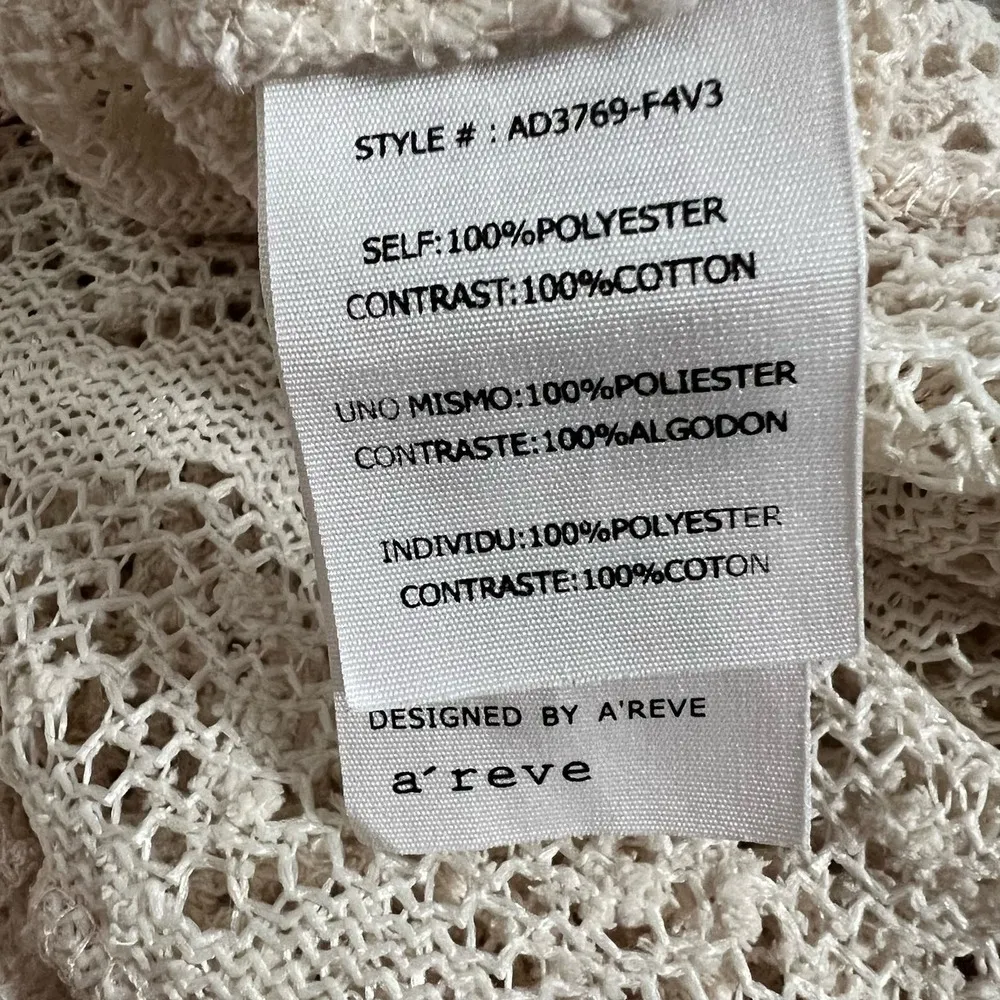 STYLE # : AD3769-F4V3
SELF:100%POLYESTER
CONTRAST:100%COTTON
UNO MISMO:100%POLIESTER
CONTRASTE:100%ALGODON
INDIVIDU:100%POLYESTER
CONTRASTE:100%COTON
DESIGNED BY A'REVE
a´reve